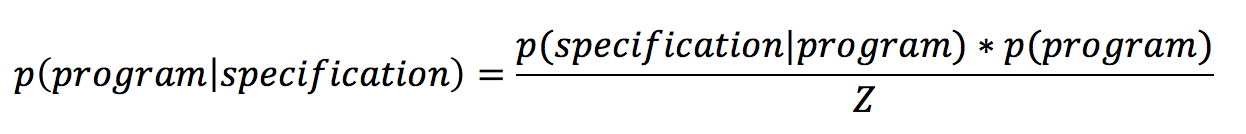 p(program|specification) = p(specification|program) * p(program)
Z